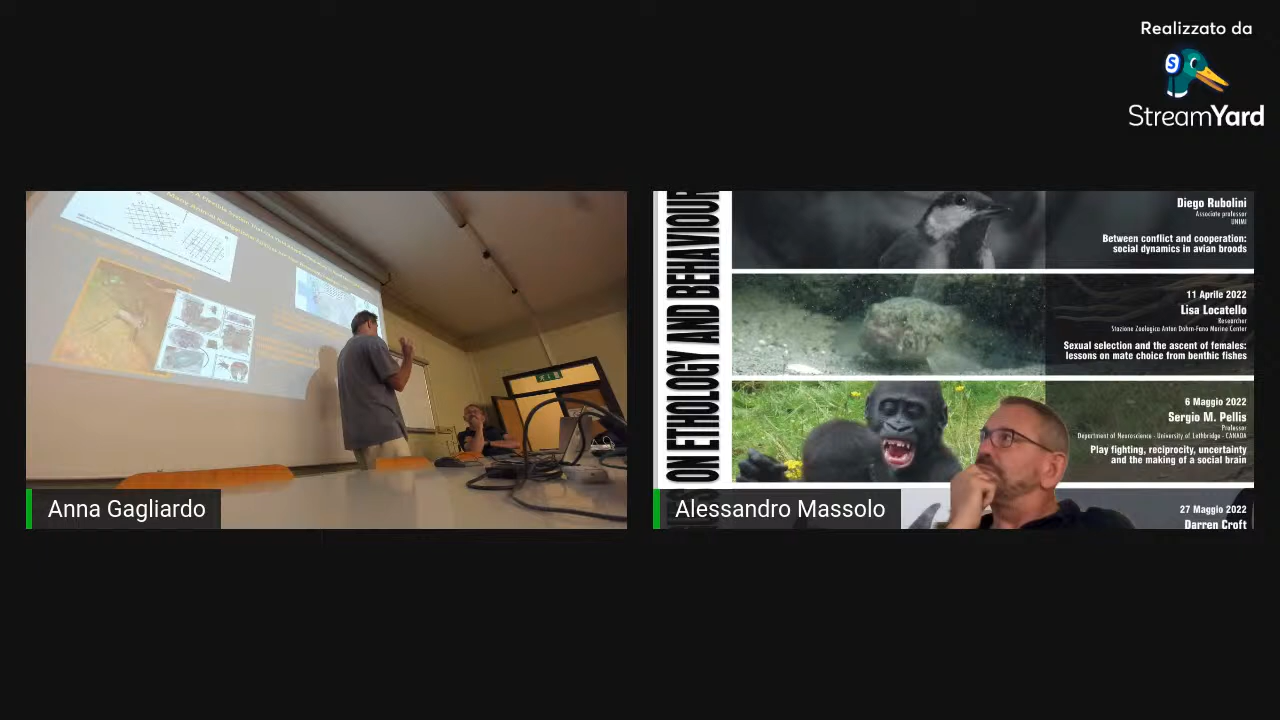 Realizzato da
StreamYard
Anna Gagliardo
ON ETHOLOGY AND BEHAVIOUR
Diego Rubolini
Associate professor
UNIMI
Between conflict and cooperation:
social dynamics in avian broods
11 Aprile 2022
Lisa Locatello
Researcher
Stazione Zoologica Anton Dohrn-Fano Marine Center
Sexual selection and the ascent of females:
lessons on mate choice from benthic fishes
6 Maggio 2022
Sergio M. Pellis
Professor
Department of Neuroscience - University of Lethbridge - CANADA
Play fighting, reciprocity, uncertainty
and the making of a social brain
27 Maggio 2022
Darren Croft
Alessandro Massolo